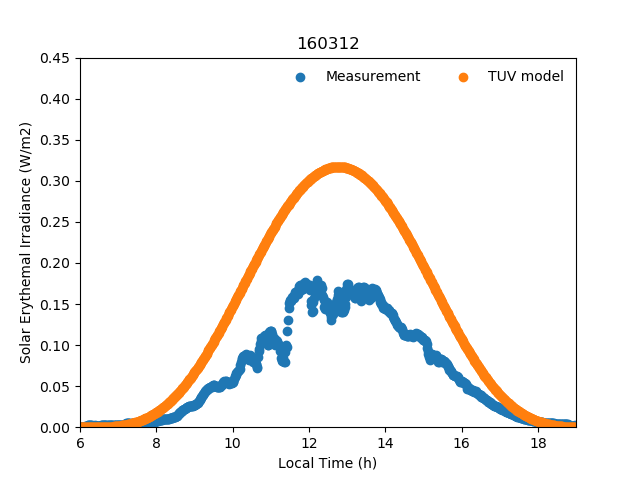 160312
Measurement
TUV model
0.45
0.40
0.35
0.30
0.25
0.20
0.15
0.10
0.05
0.00
Solar Erythemal Irradiance (W/m2)
6 8 10 12 14 16 18
Local Time (h)